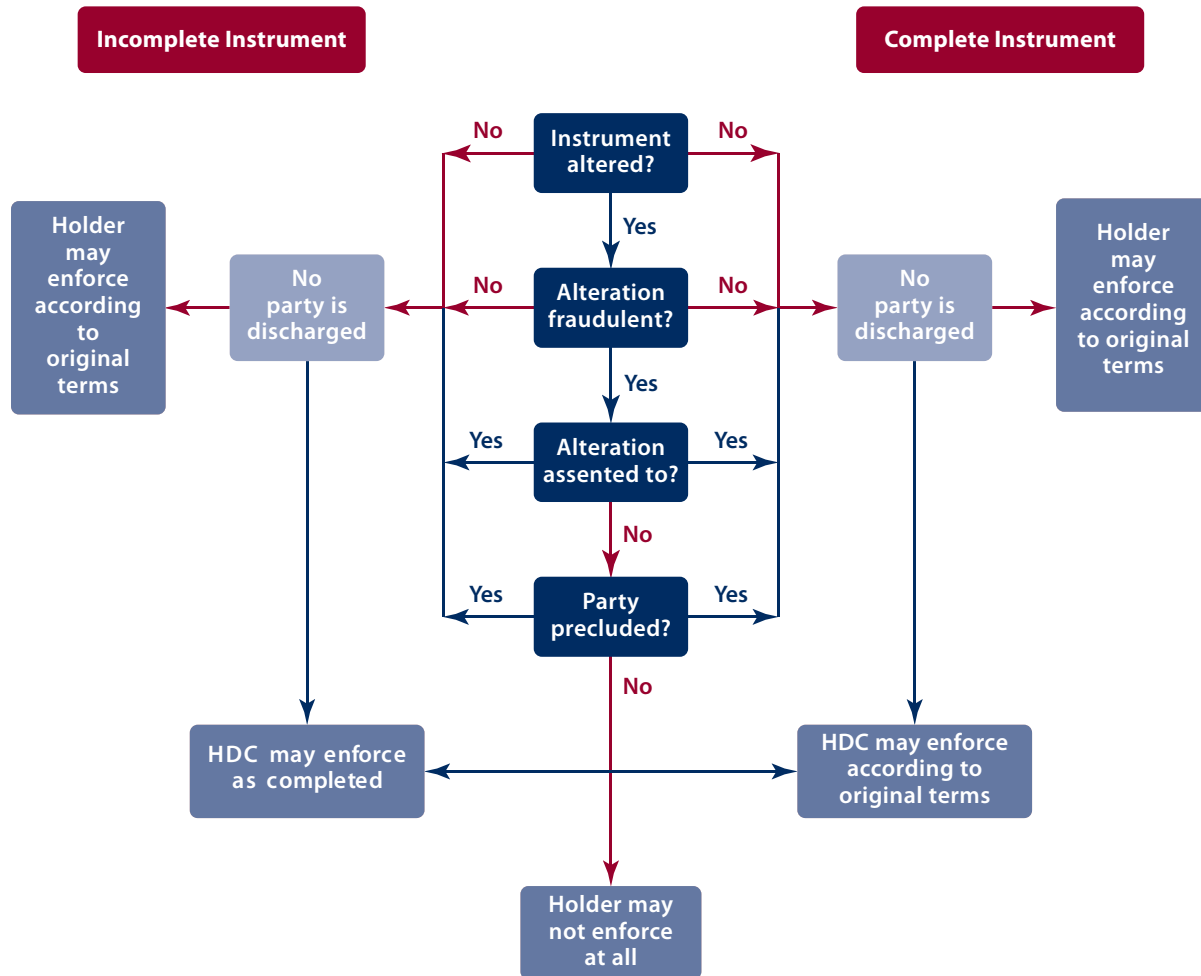 Incomplete Instrument
Complete Instrument
No
Instrument
altered?
No
Yes
Holder
may
enforce
according
to
original
terms
No
party is
discharged
No
Alteration
fraudulent?
No
No
party is
discharged
Holder
may
enforce
according
to original
terms
Yes
Yes
Alteration
assented to?
Yes
No
Yes
Party
precluded?
Yes
No
HDC may enforce
as completed
HDC may enforce
according to
original terms
Holder may
not enforce
at all